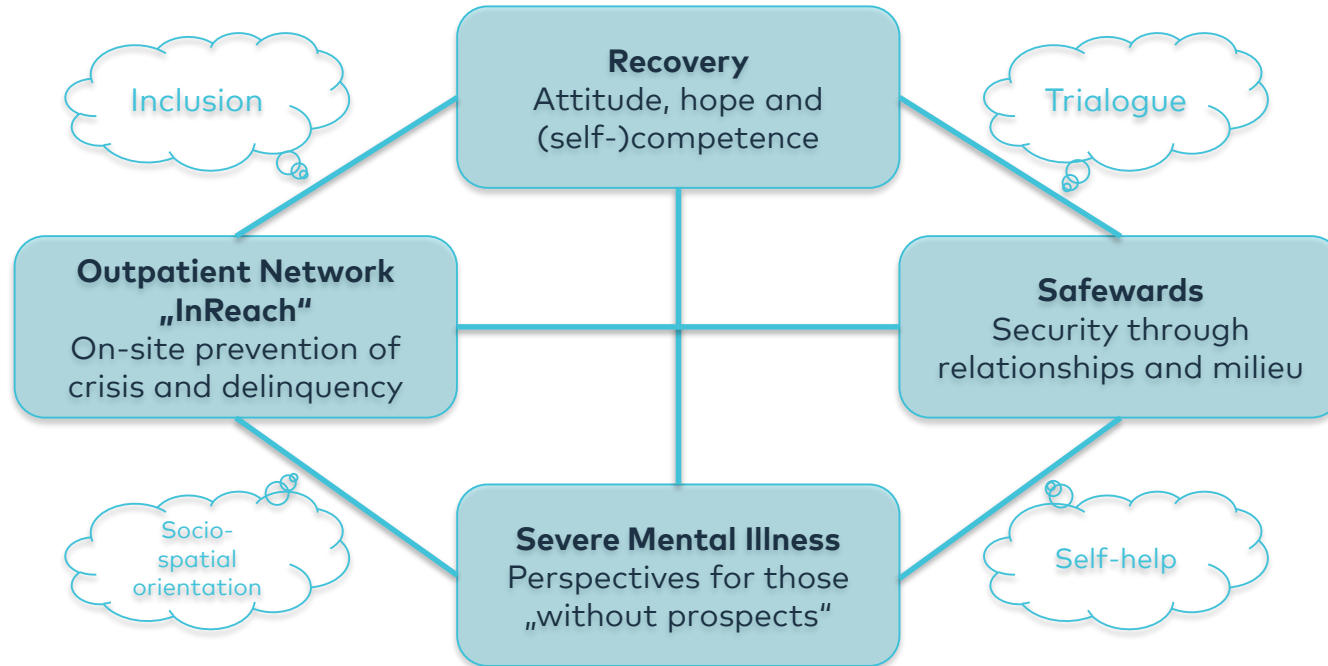 Inclusion
Recovery
Attitude, hope and
(self-)competence
Trialogue
Outpatient Network
„InReach“
On-site prevention of
crisis and delinquency
Safewards
Security through
relationships and milieu
Socio-
spatial
orientation
Severe Mental Illness
Perspectives for those
„without prospects“
Self-help